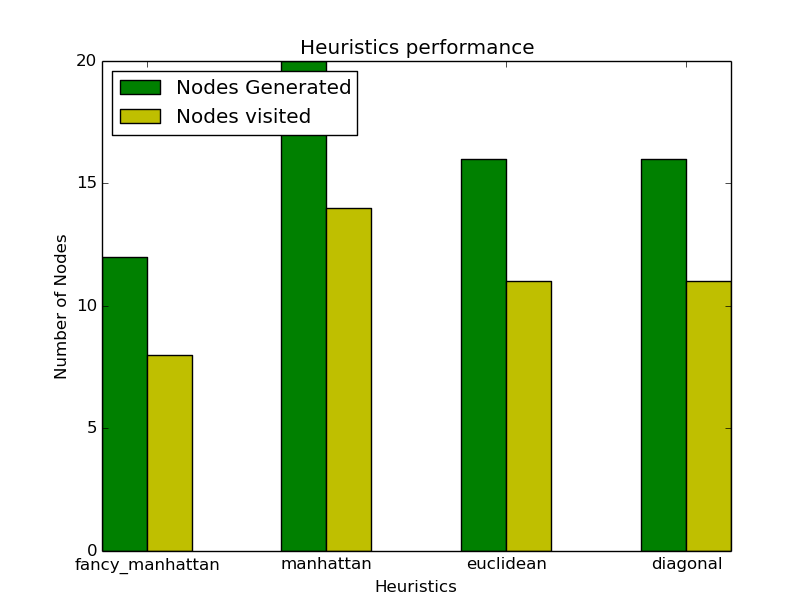 Heuristics performance
Nodes Generated
Nodes visited
20
15
10
5
0
Number of Nodes
fancy_manhattan manhattan euclidean diagonal
Heuristics